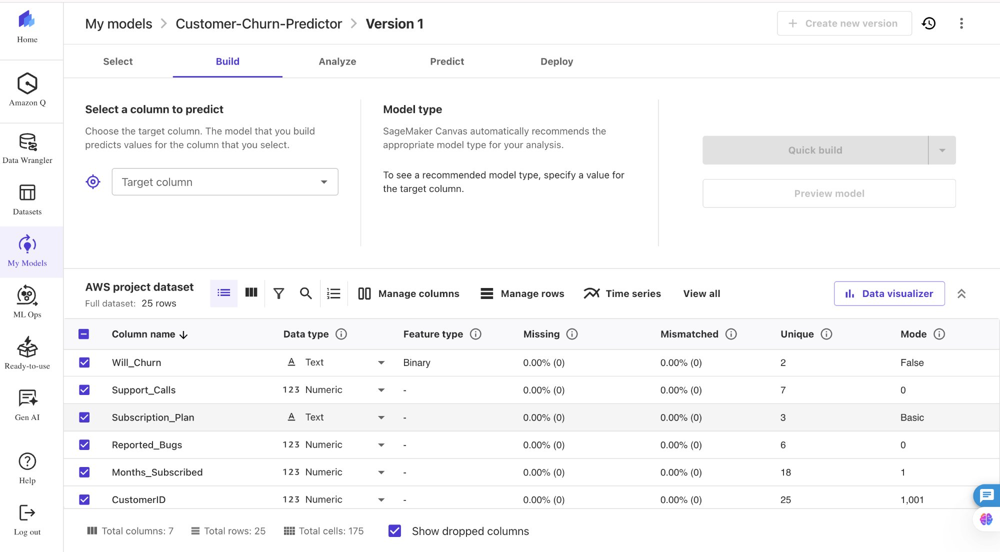 Home
Amazon Q
Data Wrangler
Datasets
My Models
ML Ops
Ready-to-use
Gen AI
Help
Log out
My models > Customer-Churn-Predictor > Version 1
+ Create new version
Select Build Analyze Predict Deploy
Select a column to predict
Choose the target column. The model that you build
predicts values for the column that you select.
Target column
Model type
SageMaker Canvas automatically recommends the
appropriate model type for your analysis.
To see a recommended model type, specify a value for
the target column.
Quick build
Preview model
AWS project dataset
Full dataset: 25 rows
Manage columns Manage rows Time series View all Data visualizer
Column name Data type Feature type Missing Mismatched Unique Mode
Will_Churn A Text Binary 0.00% (0) 0.00% (0) 2 False
Support_Calls 123 Numeric - 0.00% (0) 0.00% (0) 7 0
Subscription_Plan A Text - 0.00% (0) 0.00% (0) 3 Basic
Reported_Bugs 123 Numeric - 0.00% (0) 0.00% (0) 6 0
Months_Subscribed 123 Numeric - 0.00% (0) 0.00% (0) 18 1
CustomerID 123 Numeric - 0.00% (0) 0.00% (0) 25 1,001
Total columns: 7 Total rows: 25 Total cells: 175 Show dropped columns